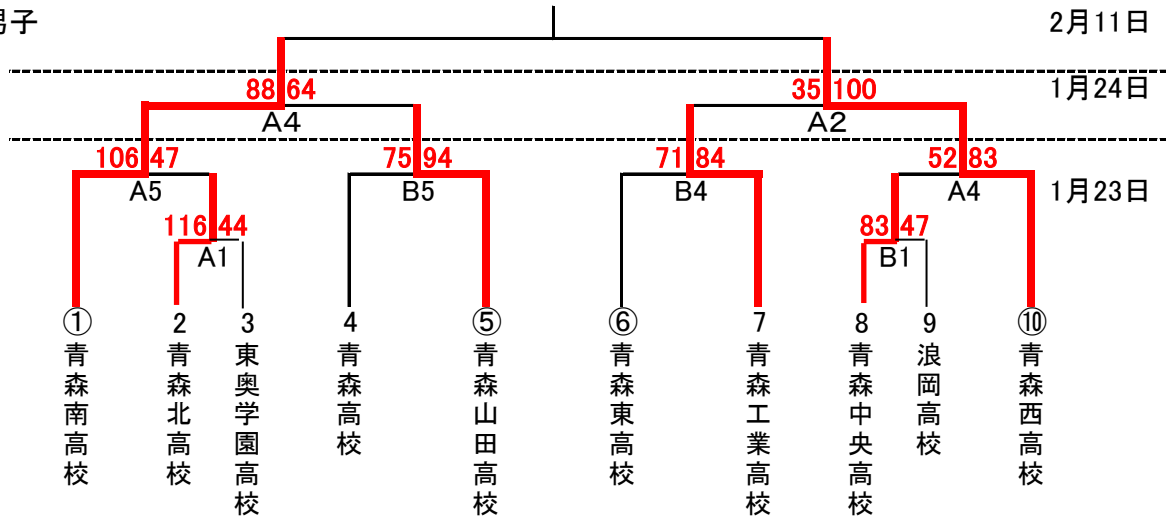 男子
2月11日
88 64
35 100
1月24日
A4
A2
106 47
75 94
71 84
52 83
A5
B5
B4
A4
1月23日
116 44
83 47
A1
B1
① 青森南高校
2 青森北高校
3 東奥学園高校
4 青森高校
⑤ 青森山田高校
⑥ 青森東高校
7 青森工業高校
8 青森中央高校
9 浪岡高校
⑩ 青森西高校